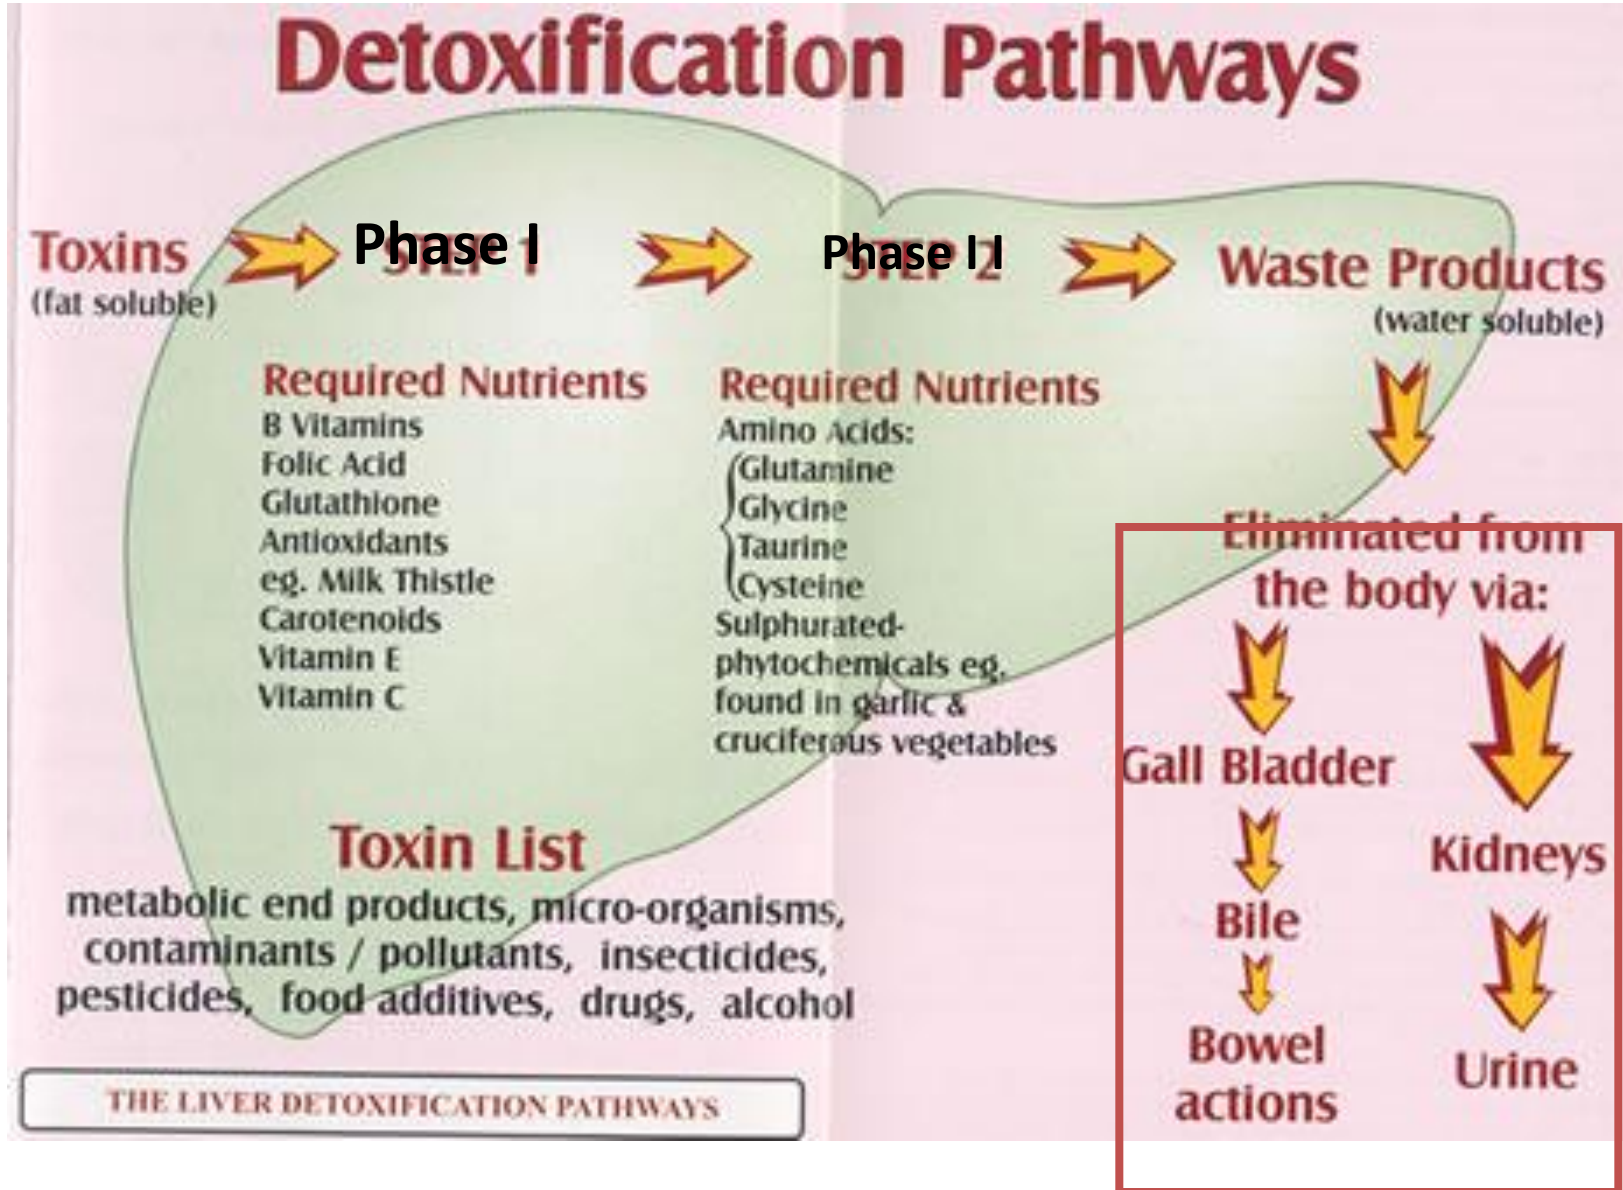 Detoxification Pathways
Toxins
(fat soluble)
Phase I
Phase I I
Waste Products
(water soluble)
Required Nutrients
B Vitamins
Folic Acid
Glutathione
Antioxidants
eg. Milk Thistle
Carotenoids
Vitamin E
Vitamin C
Required Nutrients
Amino Acids:
Glutamine
Glycine
Taurine
Cysteine
Sulphurated-
phytochemicals eg.
found in garlic &
cruciferous vegetables
Eliminated from
the body via:
Gall Bladder
Bile
Bowel
actions
Kidneys
Urine
Toxin List
metabolic end products, micro-organisms,
contaminants / pollutants, insecticides,
pesticides, food additives, drugs, alcohol
THE LIVER DETOXIFICATION PATHWAYS